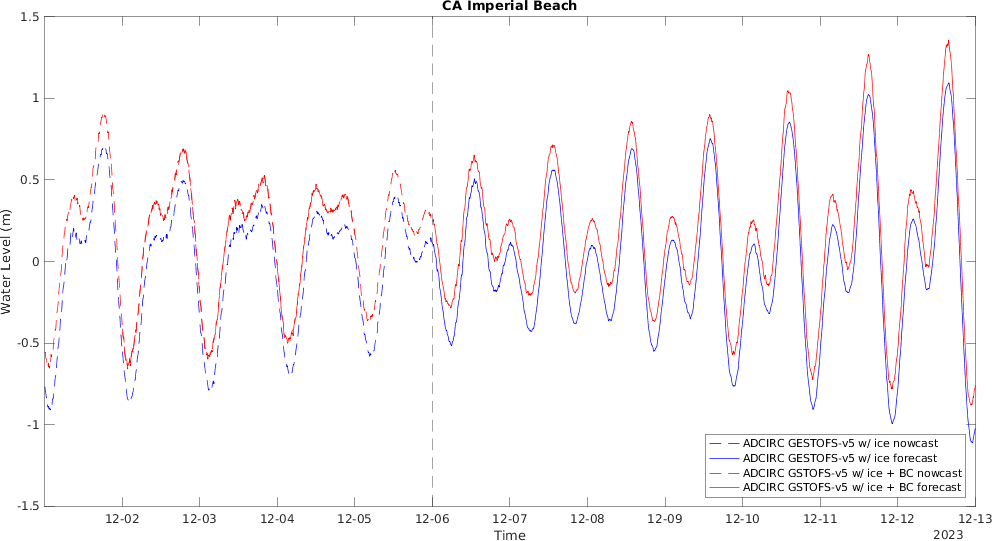 CA Imperial Beach
1.5
1
0.5
0
-0.5
-1
-1.5
Water Level (m)
ADCIRC GESTOFS-v5 w/ ice nowcast
ADCIRC GESTOFS-v5 w/ ice forecast
ADCIRC GSTOFS-v5 w/ ice + BC nowcast
ADCIRC GSTOFS-v5 w/ ice + BC forecast
12-02 12-03 12-04 12-05 12-06 12-07 12-08 12-09 12-10 12-11 12-12 12-13
Time
2023